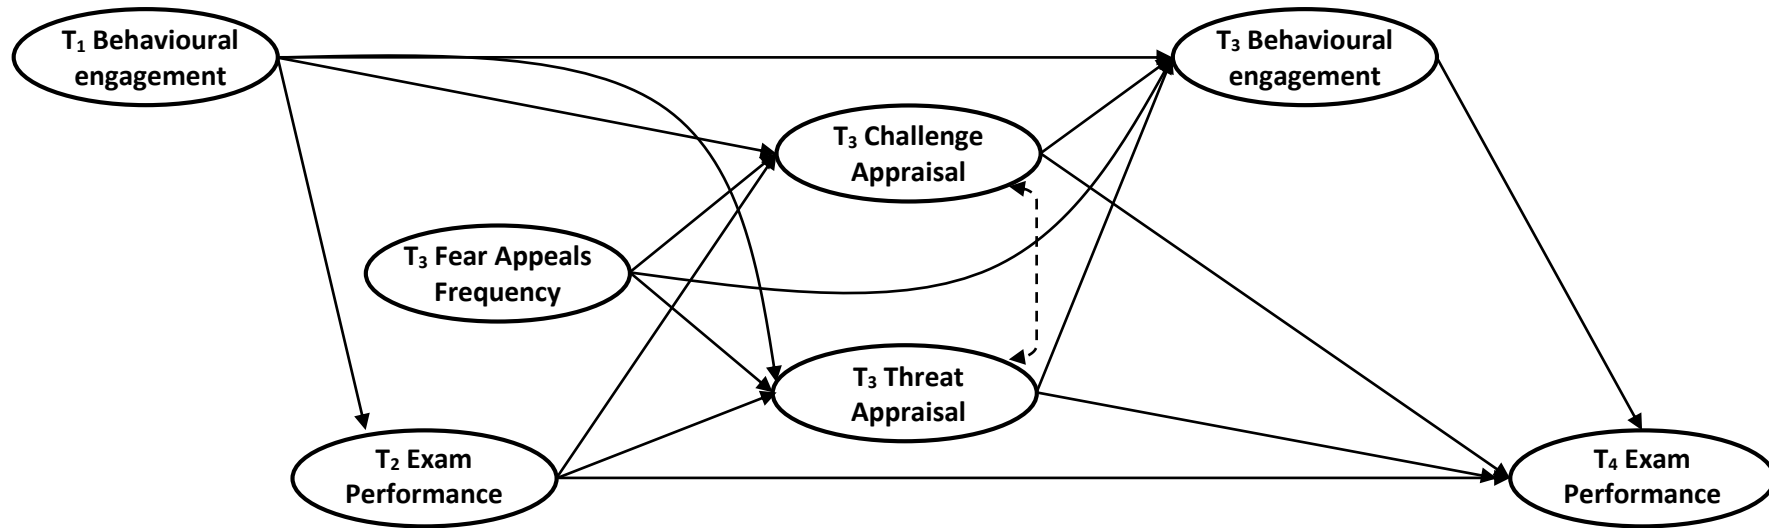 T₁ Behavioural
engagement
T₃ Behavioural
engagement
T₃ Challenge
Appraisal
T₃ Fear Appeals
Frequency
T₃ Threat
Appraisal
T₂ Exam
Performance
T₄ Exam
Performance